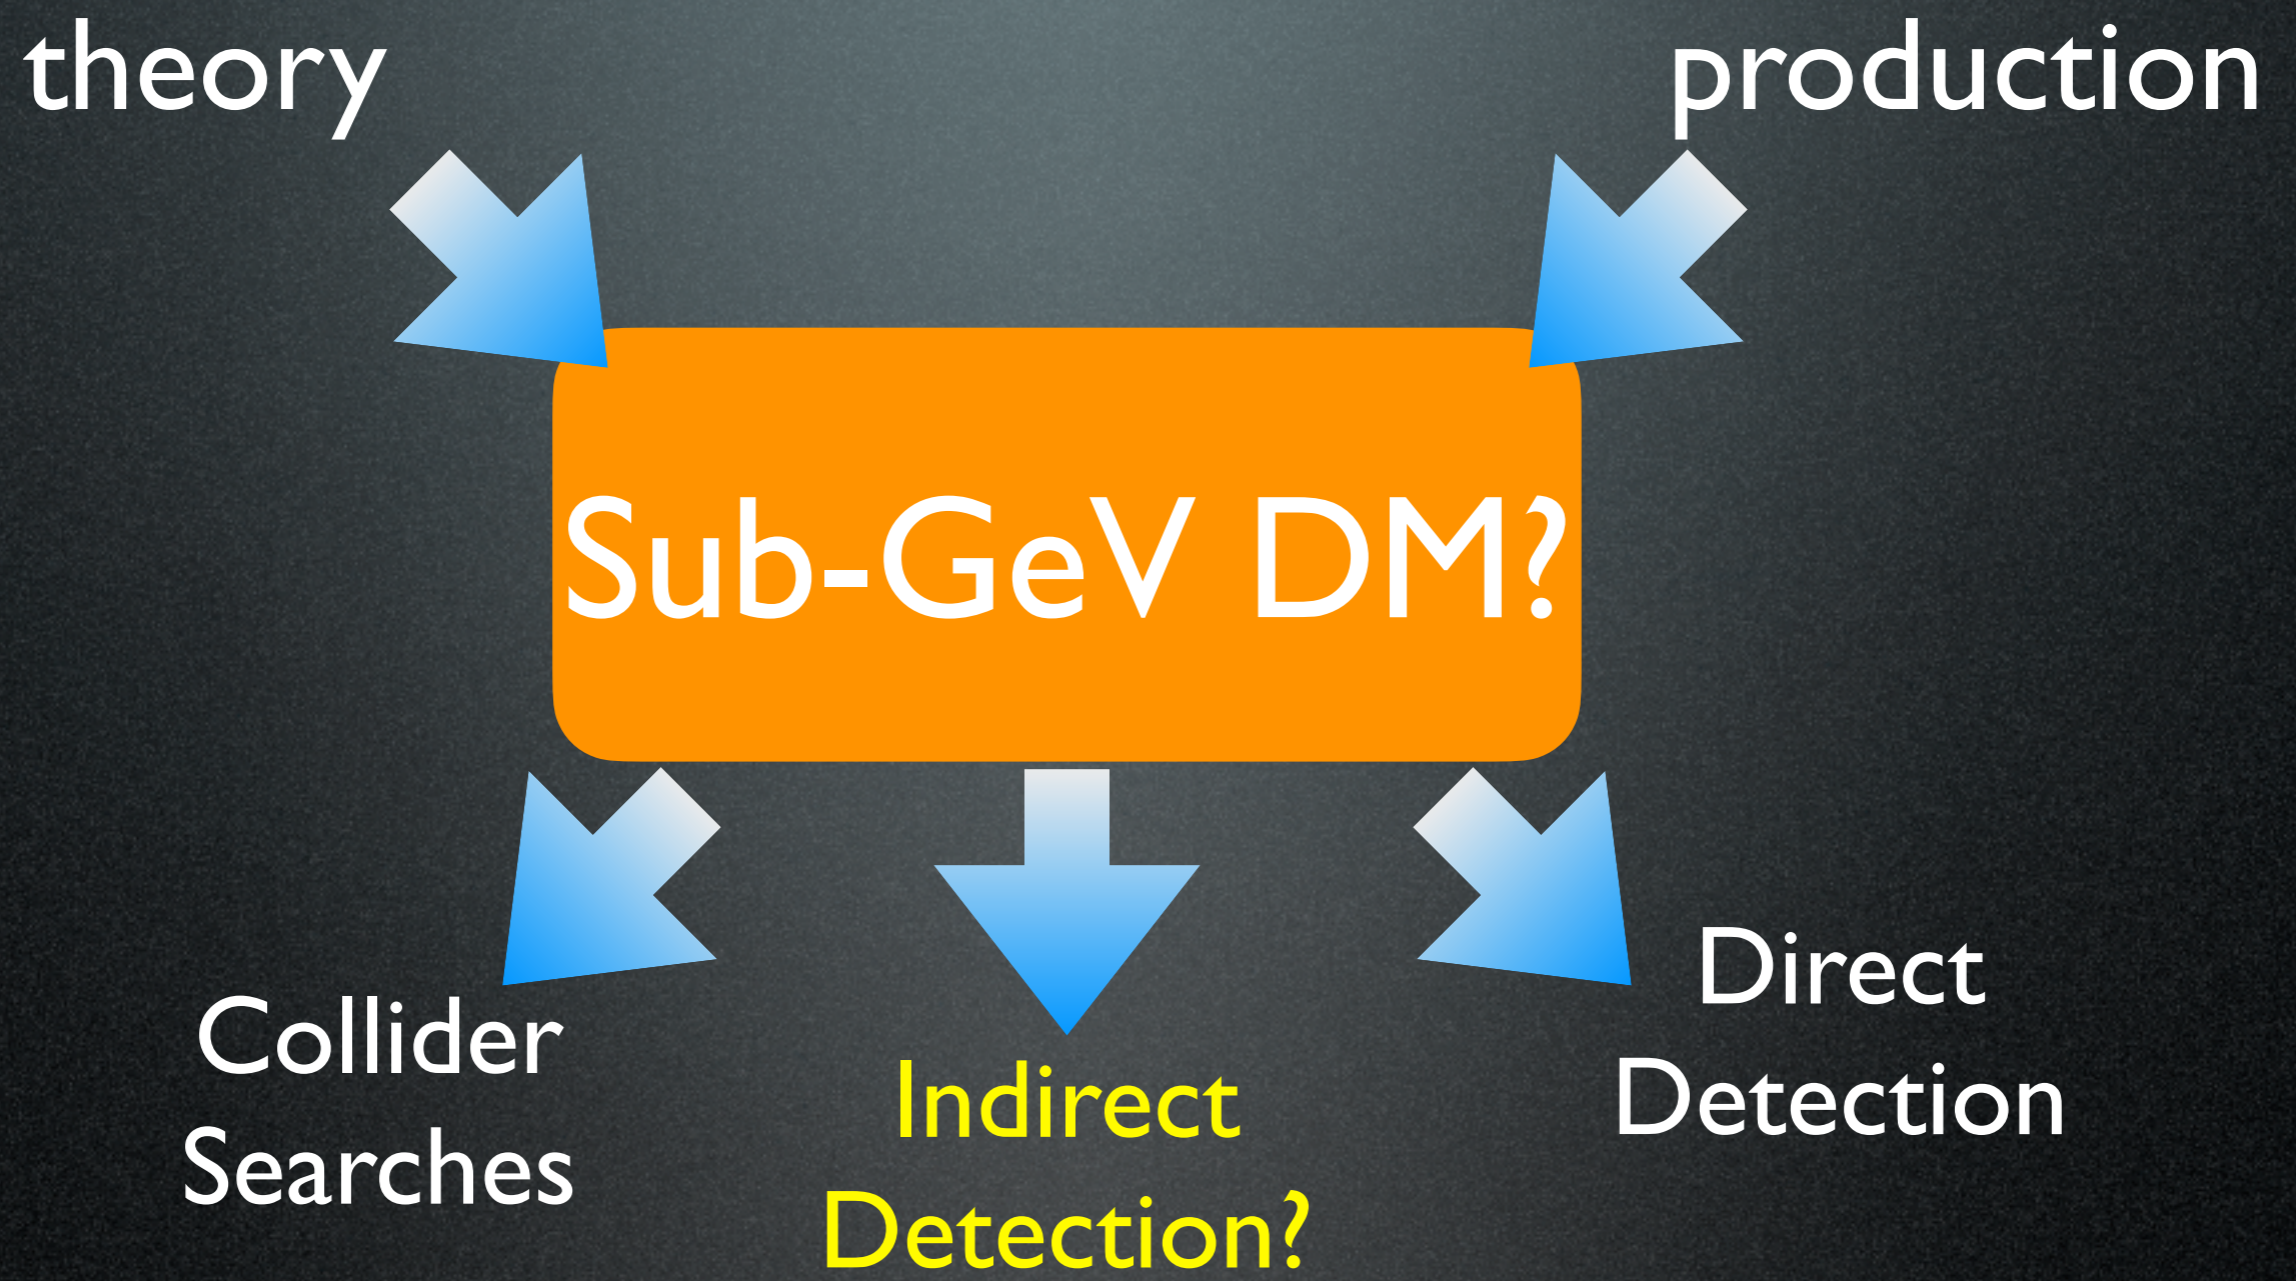 theory
production
Sub-GeV DM?
Collider
Searches
Indirect
Detection?
Direct
Detection